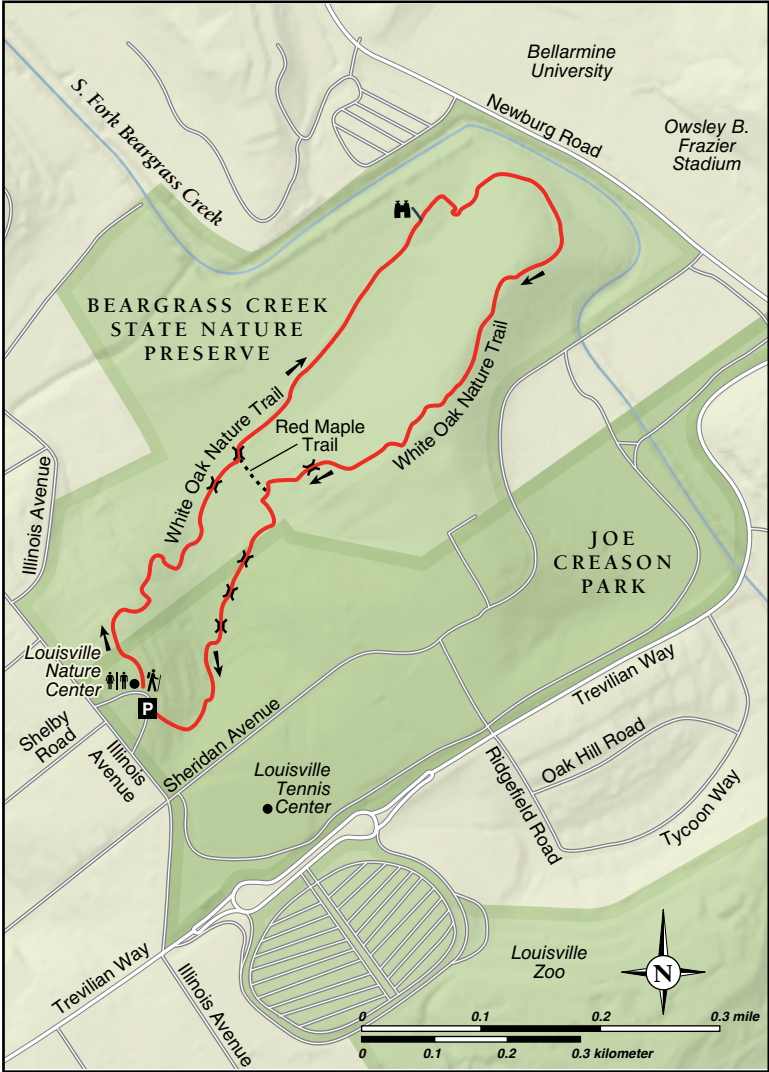 Bellarmine
University
S. Fork Beargrass Creek
Newburg Road
Owsley B.
Frazier
Stadium
BEARGRASS CREEK
STATE NATURE
PRESERVE
White Oak Nature Trail
Red Maple
Trail
White Oak Nature Trail
Illinois Avenue
JOE
CREASON
PARK
Louisville
Nature
Center
P
Shelby
Road
Illinois
Avenue
Sheridan Avenue
Trevilian Way
Louisville
Tennis
Center
Ridgefield Road
Oak Hill Road
Tycoon Way
Trevilian Way
Illinois Avenue
Louisville
Zoo
N
0 0.1 0.2 0.3 mile
0 0.1 0.2 0.3 kilometer